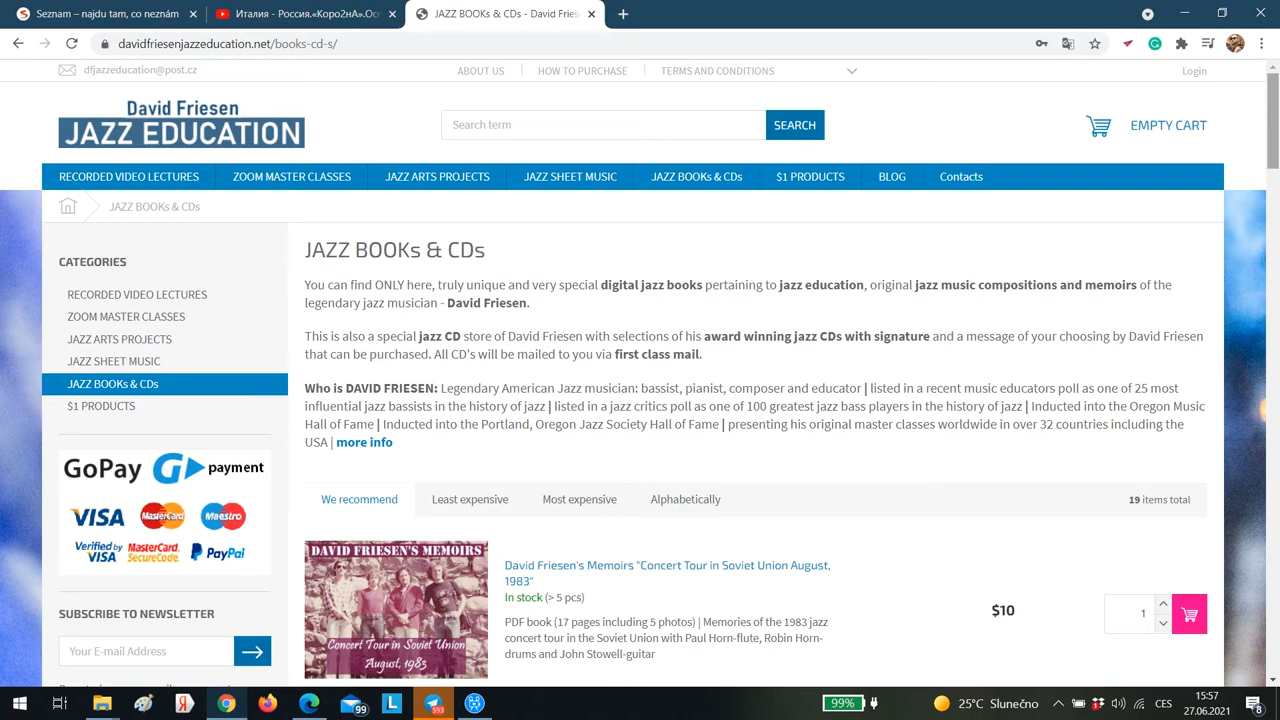 Seznam – najdu tam, co neznám
Италия - Россия.«Коро2нА».Осн
JAZZ BOOKs & CDs - David Fries
davidfriesenjazzeducation.net/books-cd-s/
dfjazzeducation@post.cz
ABOUT US
HOW TO PURCHASE
TERMS AND CONDITIONS
Login
David Friesen
JAZZ EDUCATION
Search term
SEARCH
EMPTY CART
RECORDED VIDEO LECTURES
ZOOM MASTER CLASSES
JAZZ ARTS PROJECTS
JAZZ SHEET MUSIC
JAZZ BOOKs & CDs
$1 PRODUCTS
BLOG
Contacts
JAZZ BOOKs & CDs
CATEGORIES
RECORDED VIDEO LECTURES
ZOOM MASTER CLASSES
JAZZ ARTS PROJECTS
JAZZ SHEET MUSIC
JAZZ BOOKs & CDs
$1 PRODUCTS
GoPay G payment
VISA MasterCard Maestro
Verified by VISA MasterCard SecureCode PayPal
SUBSCRIBE TO NEWSLETTER
Your E-mail Address
JAZZ BOOKs & CDs
You can find ONLY here, truly unique and very special digital jazz books pertaining to jazz education, original jazz music compositions and memoirs of the
legendary jazz musician - David Friesen.
This is also a special jazz CD store of David Friesen with selections of his award winning jazz CDs with signature and a message of your choosing by David Friesen
that can be purchased. All CD's will be mailed to you via first class mail.
Who is DAVID FRIESEN: Legendary American Jazz musician: bassist, pianist, composer and educator | listed in a recent music educators poll as one of 25 most
influential jazz bassists in the history of jazz | listed in a jazz critics poll as one of 100 greatest jazz bass players in the history of jazz | Inducted into the Oregon Music
Hall of Fame | Inducted into the Portland, Oregon Jazz Society Hall of Fame | presenting his original master classes worldwide in over 32 countries including the
USA | more info
We recommend
Least expensive
Most expensive
Alphabetically
19 items total
DAVID FRIESEN'S MEMOIRS
Concert Tour in Soviet Union
August, 1983
David Friesen's Memoirs "Concert Tour in Soviet Union August,
1983"
In stock (> 5 pcs)
PDF book (17 pages including 5 photos) | Memories of the 1983 jazz
concert tour in the Soviet Union with Paul Horn-flute, Robin Horn-
drums and John Stowell-guitar
$10
1
593
99%
25°C Slunečno
CES
15:57
27.06.2021
8